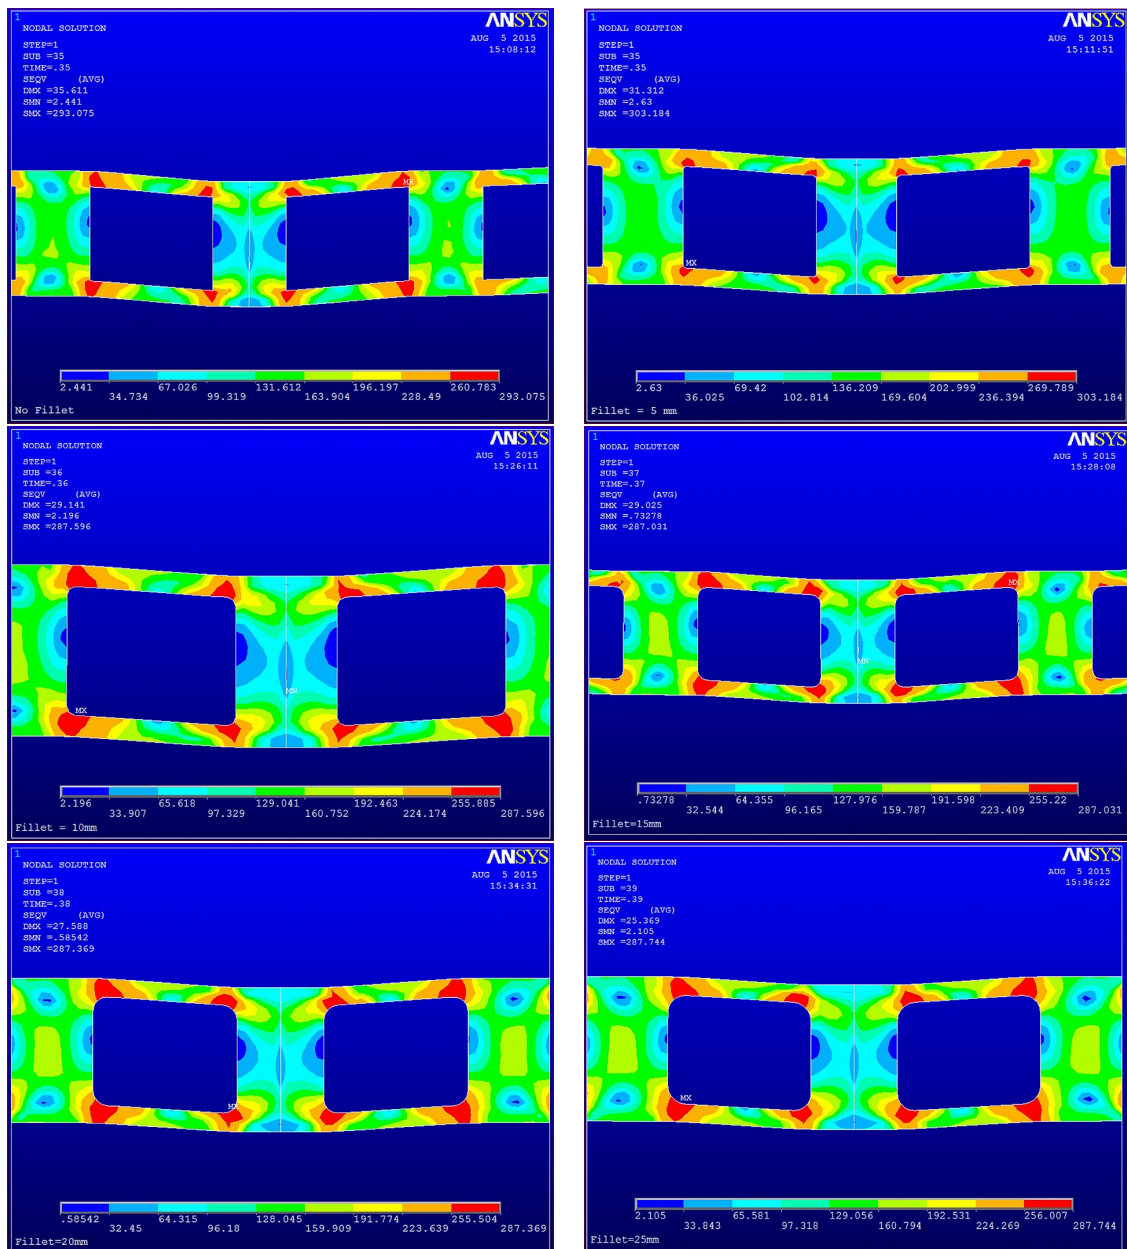 1
ANSYS
NODAL SOLUTION
AUG 5 2015
15:08:12
STEP=1
SUB =35
TIME=.35
SEQV (AVG)
DMX =35.611
SMN =2.441
SMX =293.075
MX
2.441 67.026 131.612 196.197 260.783
34.734 99.319 163.904 228.49 293.075
No Fillet
1
ANSYS
NODAL SOLUTION
AUG 5 2015
15:11:51
STEP=1
SUB =35
TIME=.35
SEQV (AVG)
DMX =31.312
SMN =2.63
SMX =303.184
MX
2.63 69.42 136.209 202.999 269.789
36.025 102.814 169.604 236.394 303.184
Fillet = 5 mm
1
ANSYS
NODAL SOLUTION
AUG 5 2015
15:26:11
STEP=1
SUB =36
TIME=.36
SEQV (AVG)
DMX =29.141
SMN =2.196
SMX =287.596
MN
MX
2.196 65.618 129.041 192.463 255.885
33.907 97.329 160.752 224.174 287.596
Fillet = 10mm
1
ANSYS
NODAL SOLUTION
AUG 5 2015
15:28:08
STEP=1
SUB =37
TIME=.37
SEQV (AVG)
DMX =29.025
SMN =.73278
SMX =287.031
MX
MN
.73278 64.355 127.976 191.598 255.22
32.544 96.165 159.787 223.409 287.031
Fillet=15mm
1
ANSYS
NODAL SOLUTION
AUG 5 2015
15:34:31
STEP=1
SUB =38
TIME=.38
SEQV (AVG)
DMX =27.588
SMN =.58542
SMX =287.369
MX
.58542 64.315 128.045 191.774 255.504
32.45 96.18 159.909 223.639 287.369
Fillet=20mm
1
ANSYS
NODAL SOLUTION
AUG 5 2015
15:36:22
STEP=1
SUB =39
TIME=.39
SEQV (AVG)
DMX =25.369
SMN =2.105
SMX =287.744
MX
2.105 65.581 129.056 192.531 256.007
33.843 97.318 160.794 224.269 287.744
Fillet=25mm